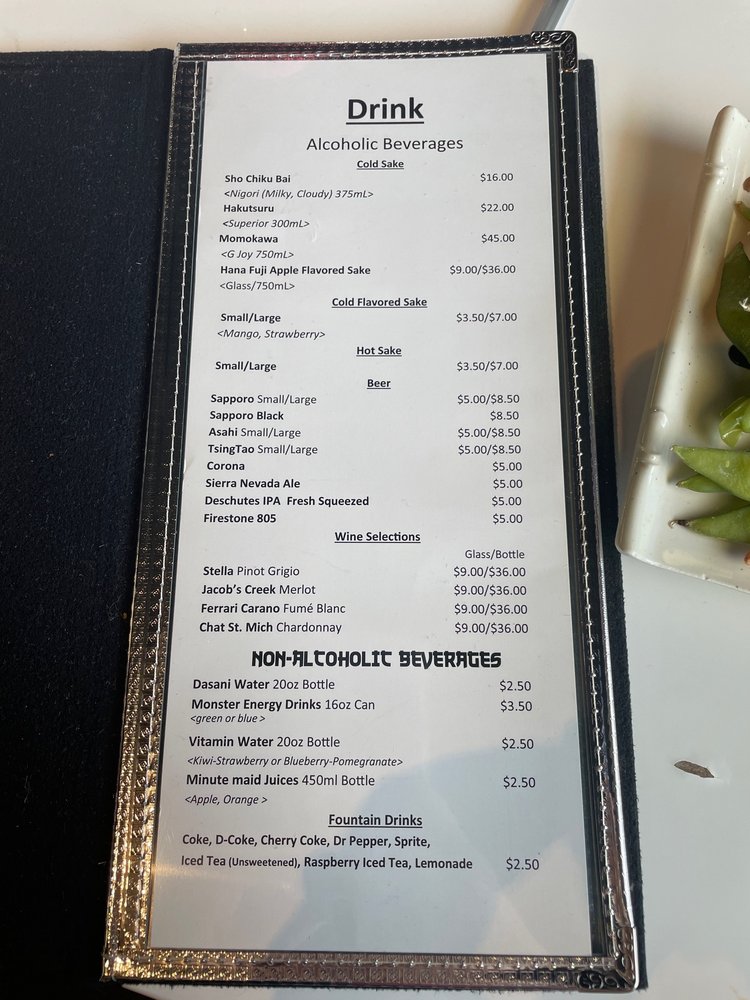 Drink
Alcoholic Beverages
Cold Sake
Sho Chiku Bai $16.00
<Nigori (Milky, Cloudy) 375mL>
Hakutsuru $22.00
<Superior 300mL>
Momokawa $45.00
<G Joy 750mL>
Hana Fuji Apple Flavored Sake $9.00/$36.00
<Glass/750mL>
Cold Flavored Sake
Small/Large $3.50/$7.00
<Mango, Strawberry>
Hot Sake
Small/Large $3.50/$7.00
Beer
Sapporo Small/Large $5.00/$8.50
Sapporo Black $8.50
Asahi Small/Large $5.00/$8.50
TsingTao Small/Large $5.00/$8.50
Corona $5.00
Sierra Nevada Ale $5.00
Deschutes IPA Fresh Squeezed $5.00
Firestone 805 $5.00
Wine Selections
Glass/Bottle
Stella Pinot Grigio $9.00/$36.00
Jacob's Creek Merlot $9.00/$36.00
Ferrari Carano Fumé Blanc $9.00/$36.00
Chat St. Mich Chardonnay $9.00/$36.00
NON-ALCOHOLIC BEVERAGES
Dasani Water 20oz Bottle $2.50
Monster Energy Drinks 16oz Can $3.50
<green or blue >
Vitamin Water 20oz Bottle $2.50
<Kiwi-Strawberry or Blueberry-Pomegranate>
Minute maid Juices 450ml Bottle $2.50
<Apple, Orange >
Fountain Drinks
Coke, D-Coke, Cherry Coke, Dr Pepper, Sprite,
Iced Tea (Unsweetened), Raspberry Iced Tea, Lemonade $2.50